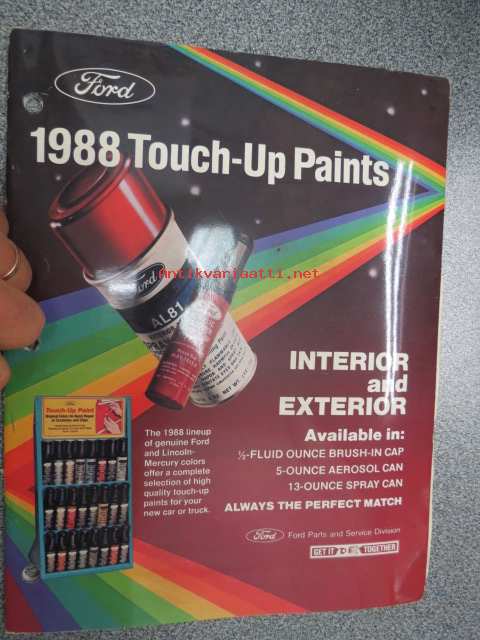 Ford
1988 Touch-Up Paints
antikvariaatti.net
Ford
AL81
INTERIOR
and
EXTERIOR
Available in:
½-FLUID OUNCE BRUSH-IN CAP
5-OUNCE AEROSOL CAN
13-OUNCE SPRAY CAN
ALWAYS THE PERFECT MATCH
Touch-Up Paint
The 1988 lineup
of genuine Ford
and Lincoln-
Mercury colors
offer a complete
selection of high
quality touch-up
paints for your
new car or truck.
Ford Ford Parts and Service Division
GET IT TOGETHER